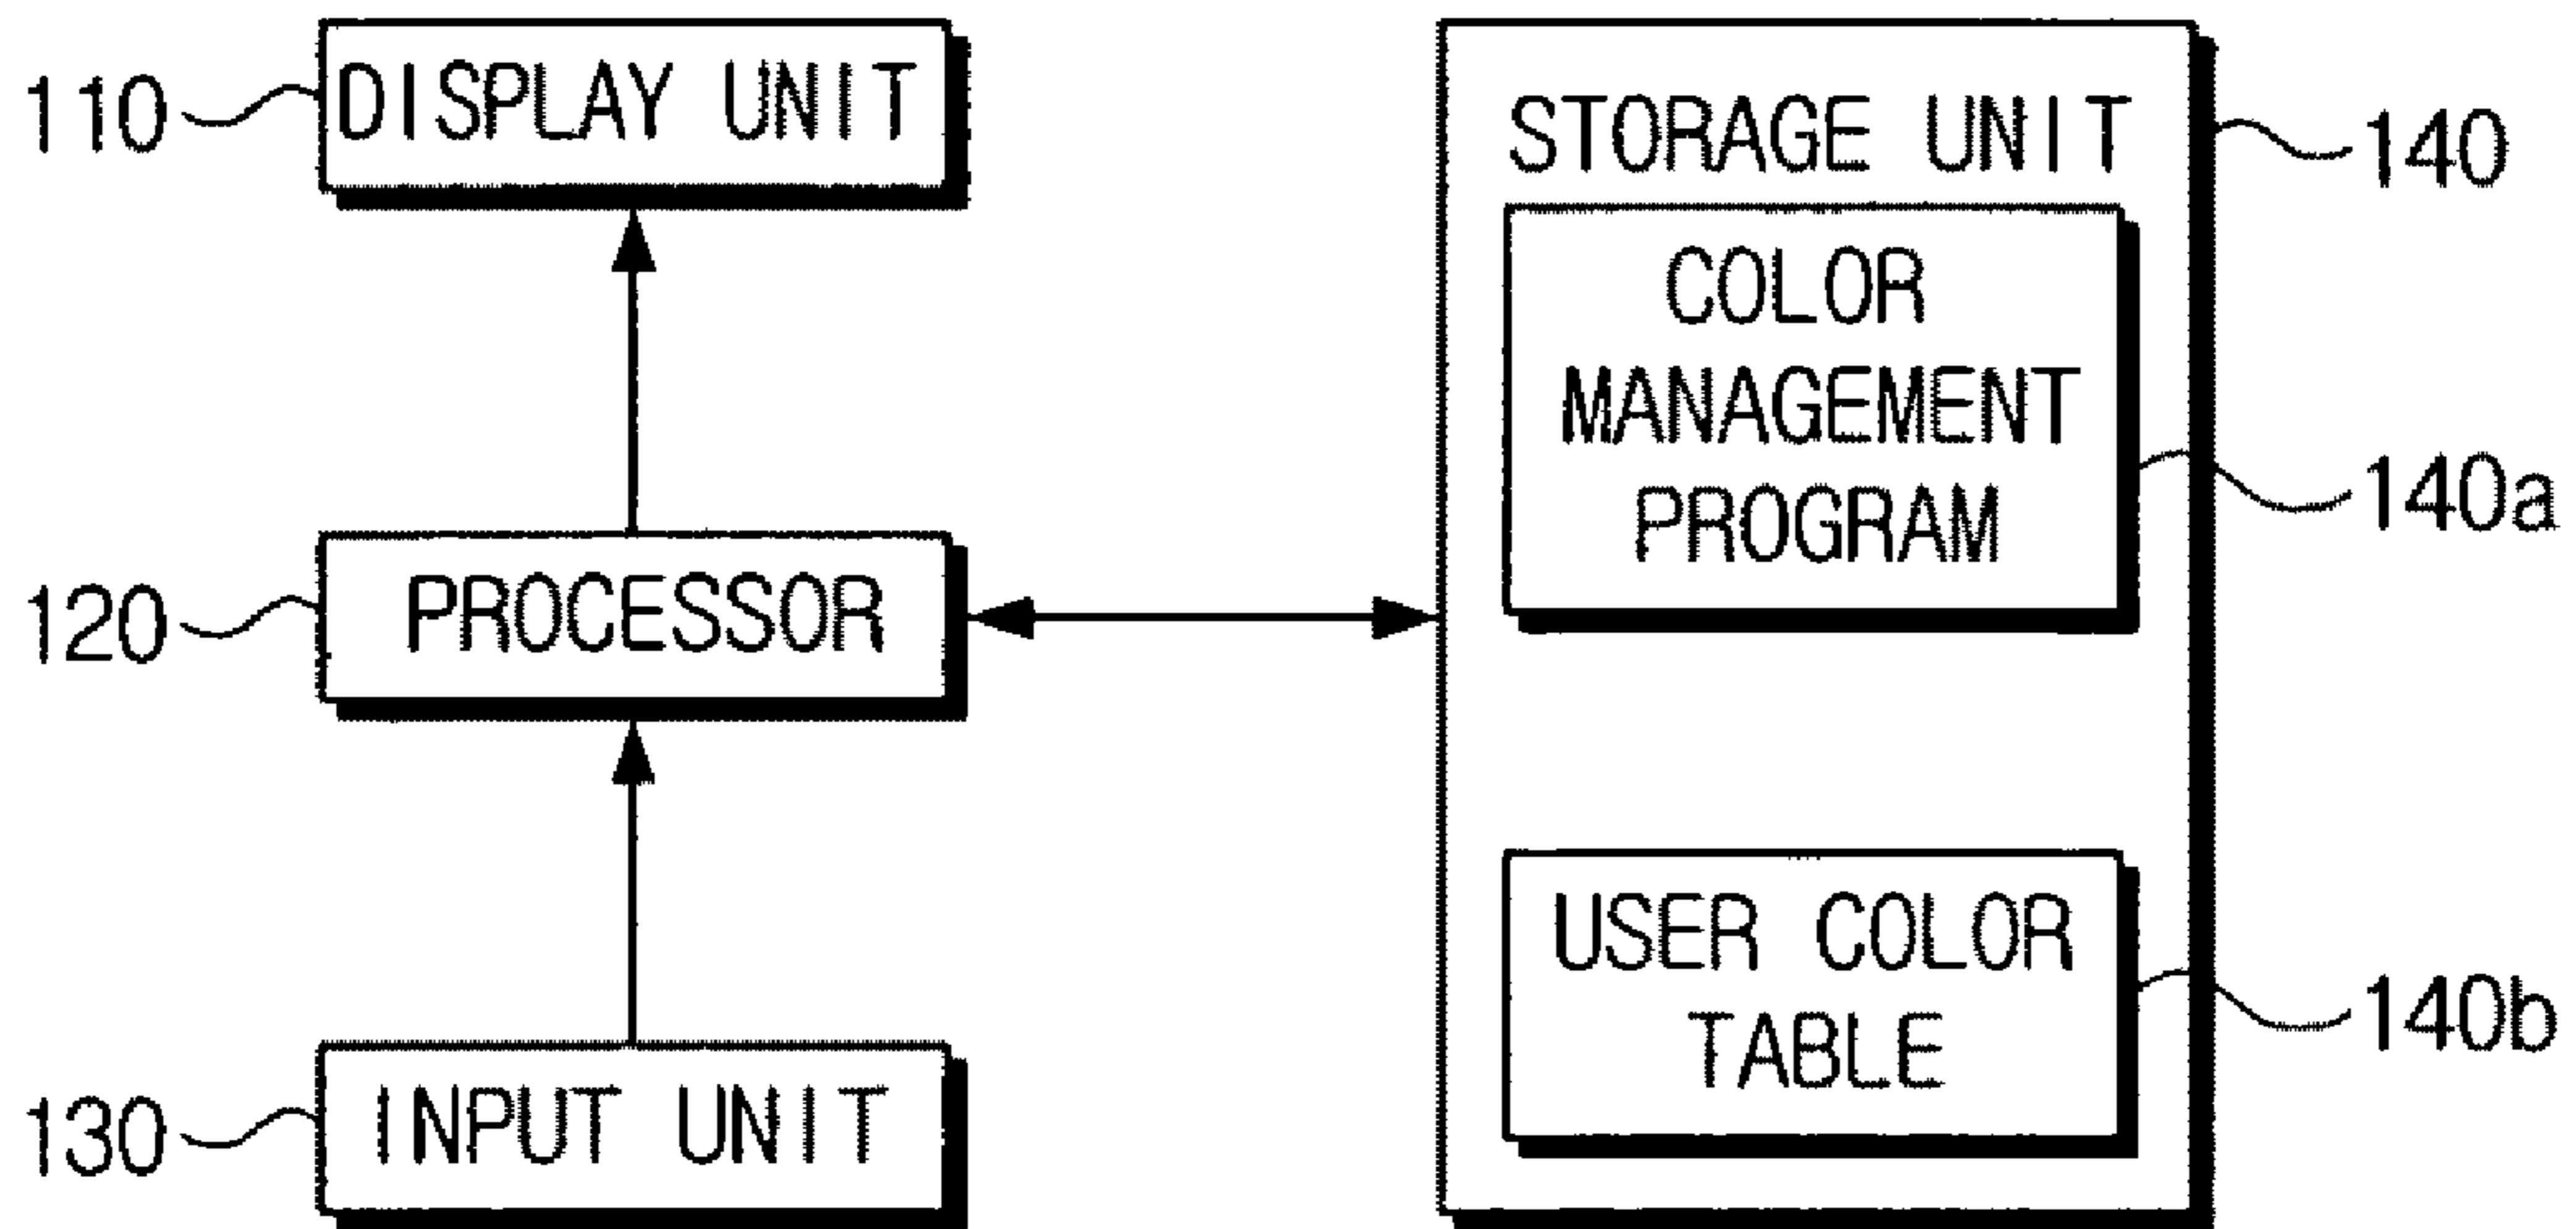 110
DISPLAY UNIT
120
PROCESSOR
130
INPUT UNIT
STORAGE UNIT
140
COLOR
MANAGEMENT
PROGRAM
140a
USER COLOR
TABLE
140b